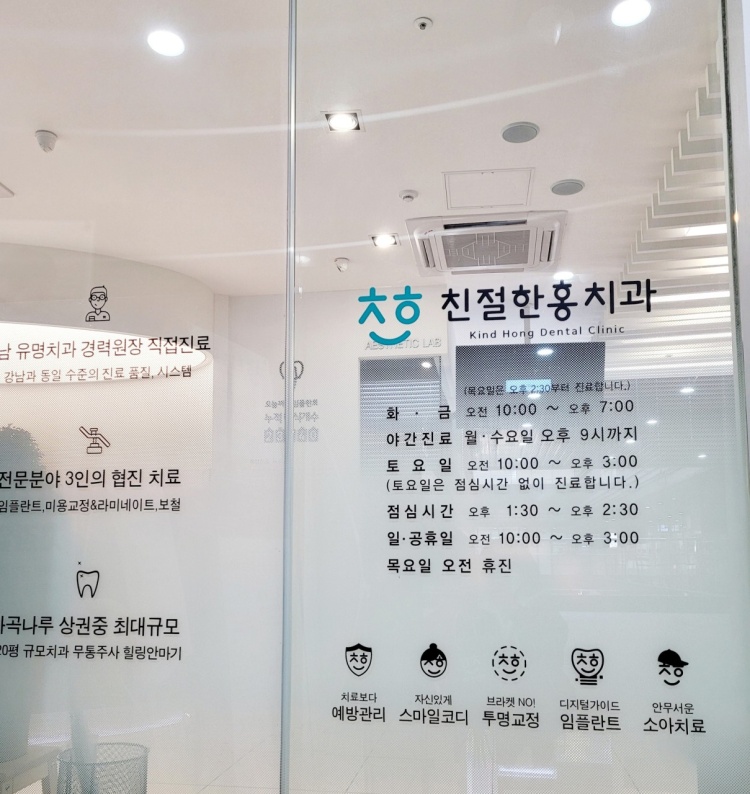 유명치과 경력원장 직접진료
강남과 동일 수준의 진료 품질, 시스템
전문분야 3인의 협진 치료
임플란트,미용교정&라미네이트,보철
상권중 최대규모
규모치과 무통주사 힐링안마기
AESTHETIC LAB
친절한홍치과
Kind Hong Dental Clinic
(목요일은 오후 2:30부터 진료합니다.)
화 · 금 오전 10:00 ~ 오후 7:00
야간진료 월·수요일 오후 9시까지
토 요 일 오전 10:00 ~ 오후 3:00
(토요일은 점심시간 없이 진료합니다.)
점심시간 오후 1:30 ~ 오후 2:30
일·공휴일 오전 10:00 ~ 오후 3:00
목요일 오전 휴진
치료보다
예방관리
자신있게
스마일코디
브라켓 NO!
투명교정
디지털가이드
임플란트
안무서운
소아치료